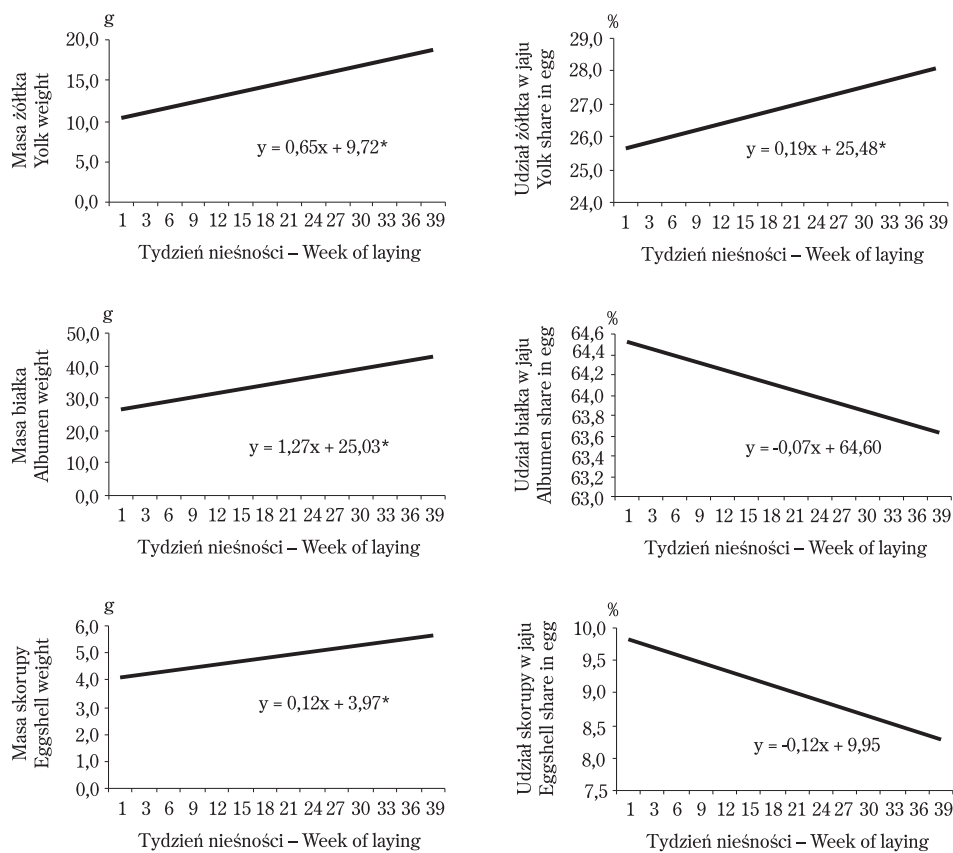 g
Masa żółtka
Yolk weight
20,0
15,0
10,0
5,0
0,0
y = 0,65x + 9,72*
1 3 6 9 12 15 18 21 24 27 30 33 36 39
Tydzień nieśności – Week of laying
%
Udział żółtka w jaju
Yolk share in egg
29,0
28,0
27,0
26,0
25,0
24,0
y = 0,19x + 25,48*
1 3 6 9 12 15 18 21 24 27 30 33 36 39
Tydzień nieśności – Week of laying
g
Masa białka
Albumen weight
50,0
40,0
30,0
20,0
10,0
0,0
y = 1,27x + 25,03*
1 3 6 9 12 15 18 21 24 27 30 33 36 39
Tydzień nieśności – Week of laying
%
Udział białka w jaju
Albumen share in egg
64,6
64,4
64,2
64,0
63,8
63,6
63,4
63,2
63,0
y = -0,07x + 64,60
1 3 6 9 12 15 18 21 24 27 30 33 36 39
Tydzień nieśności – Week of laying
g
Masa skorupy
Eggshell weight
6,0
5,0
4,0
3,0
2,0
1,0
0,0
y = 0,12x + 3,97*
1 3 6 9 12 15 18 21 24 27 30 33 36 39
Tydzień nieśności – Week of laying
%
Udział skorupy w jaju
Eggshell share in egg
10,0
9,5
9,0
8,5
8,0
7,5
y = -0,12x + 9,95
1 3 6 9 12 15 18 21 24 27 30 33 36 39
Tydzień nieśności – Week of laying